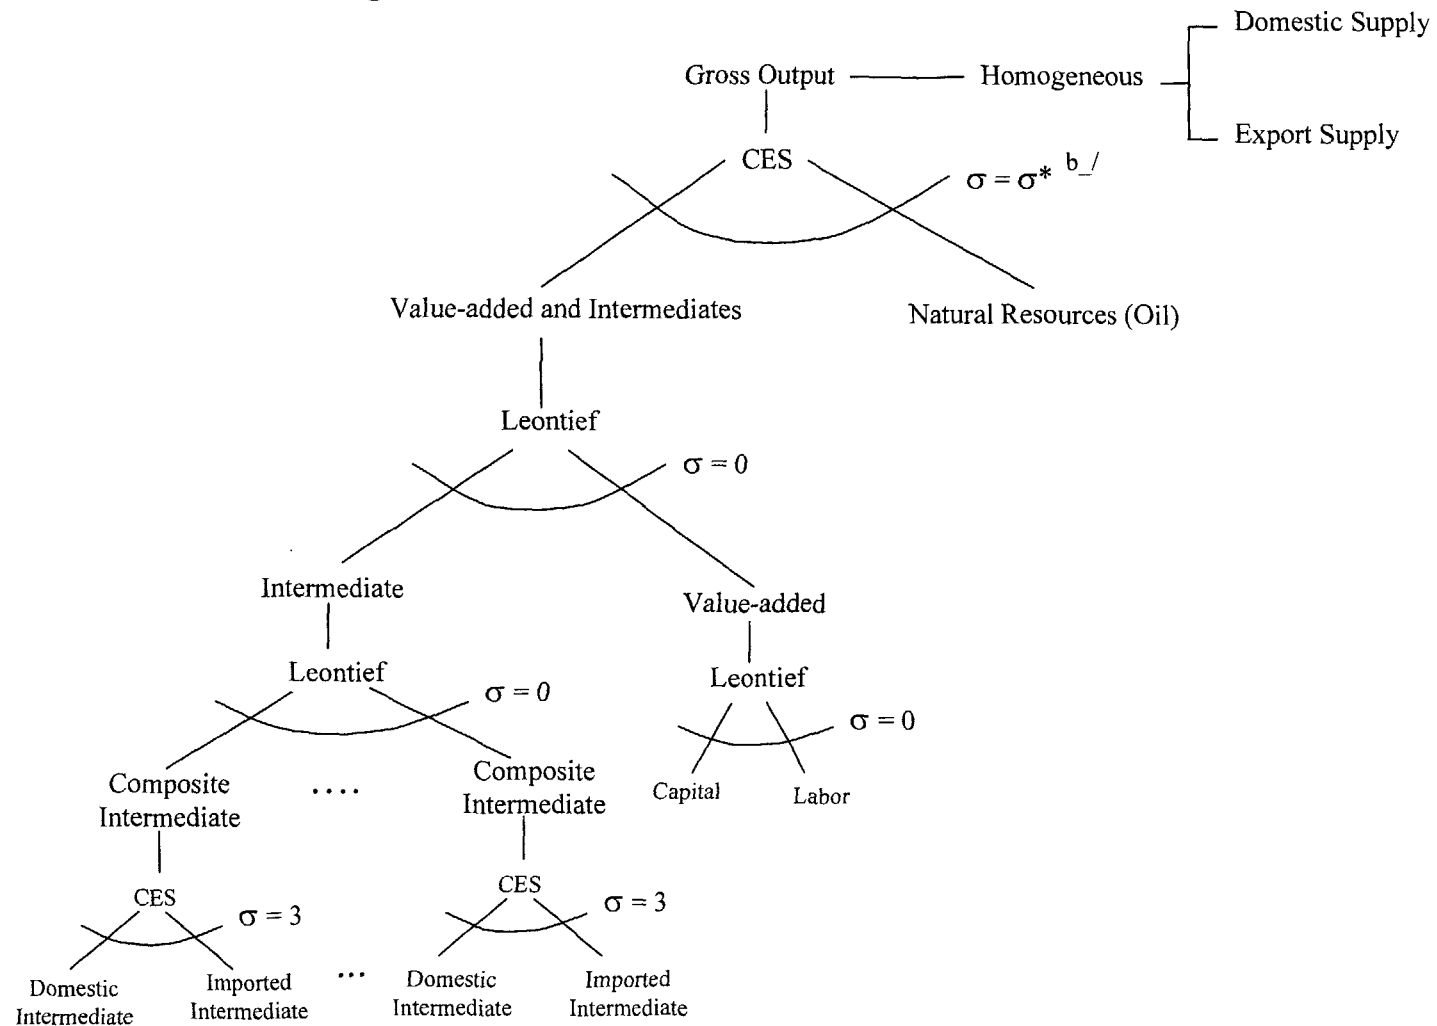 Domestic Supply
Gross Output
Homogeneous
Export Supply
CES
σ = σ* b_/
Value-added and Intermediates
Natural Resources (Oil)
Leontief
σ = 0
Intermediate
Value-added
Leontief
σ = 0
Leontief
σ = 0
Composite
Intermediate
....
Composite
Intermediate
Capital
Labor
CES
σ = 3
CES
σ = 3
Domestic
Intermediate
Imported
Intermediate
...
Domestic
Intermediate
Imported
Intermediate